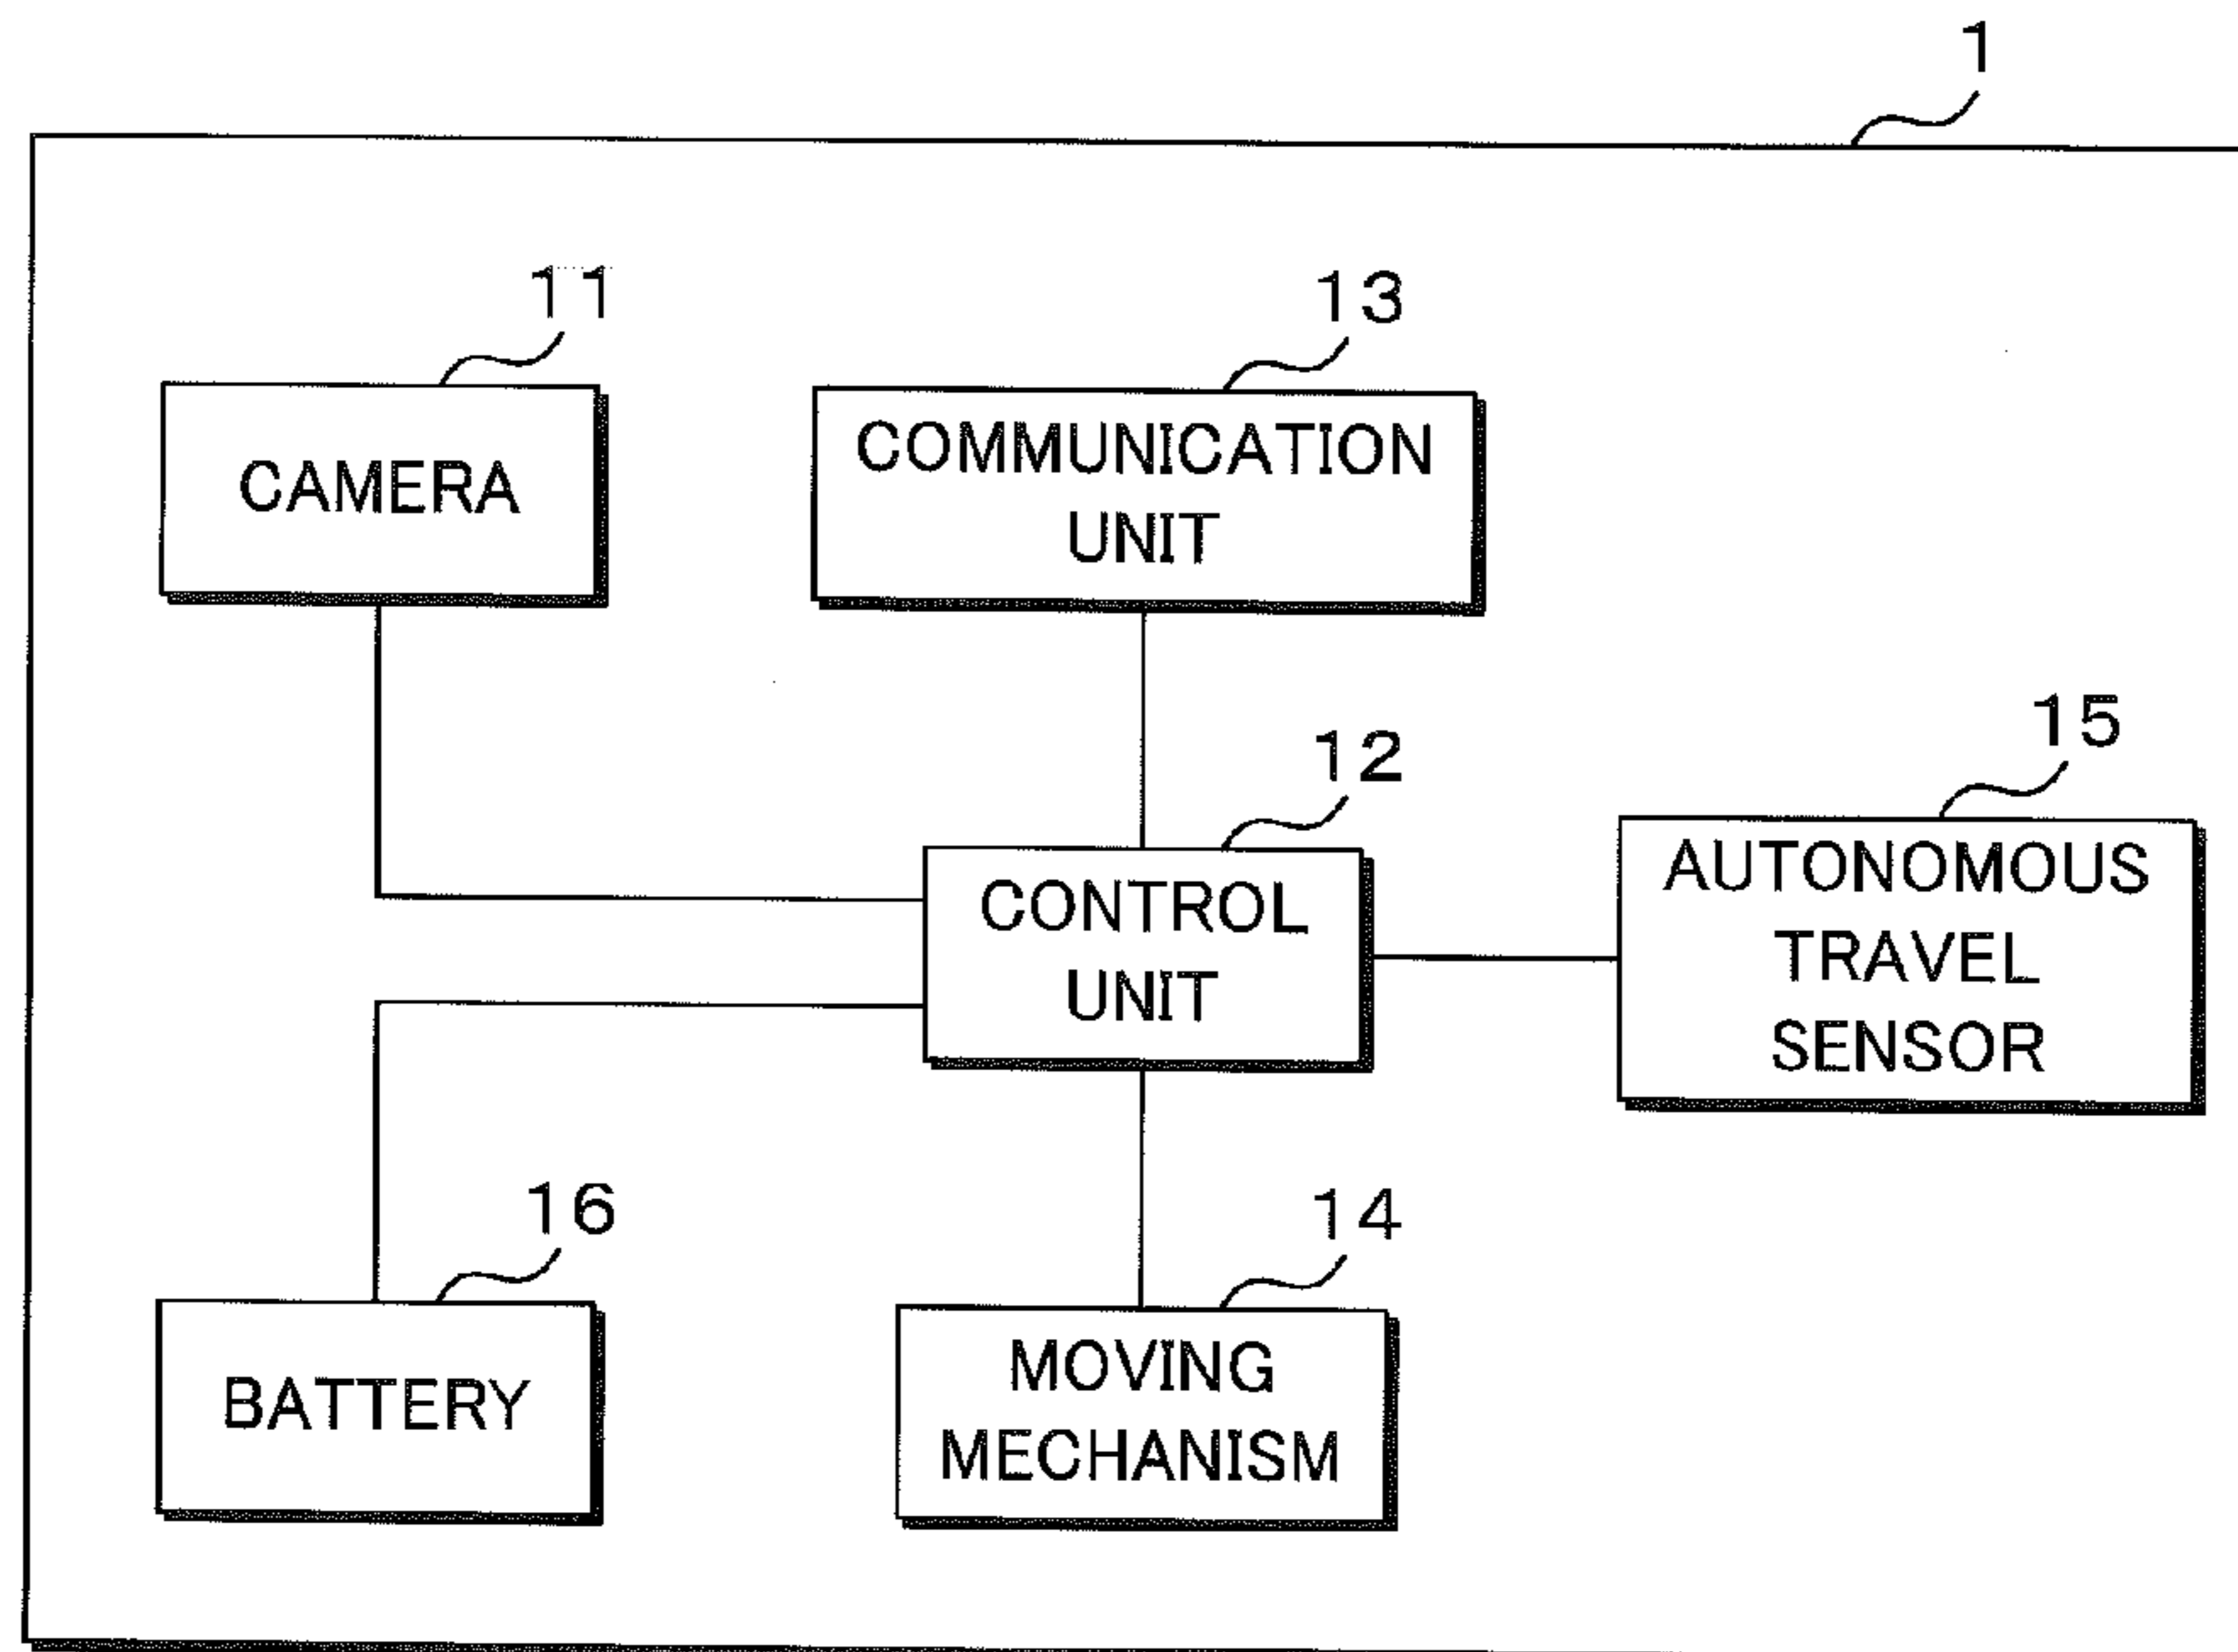 1
11
CAMERA
13
COMMUNICATION
UNIT
12
CONTROL
UNIT
15
AUTONOMOUS
TRAVEL
SENSOR
16
BATTERY
14
MOVING
MECHANISM